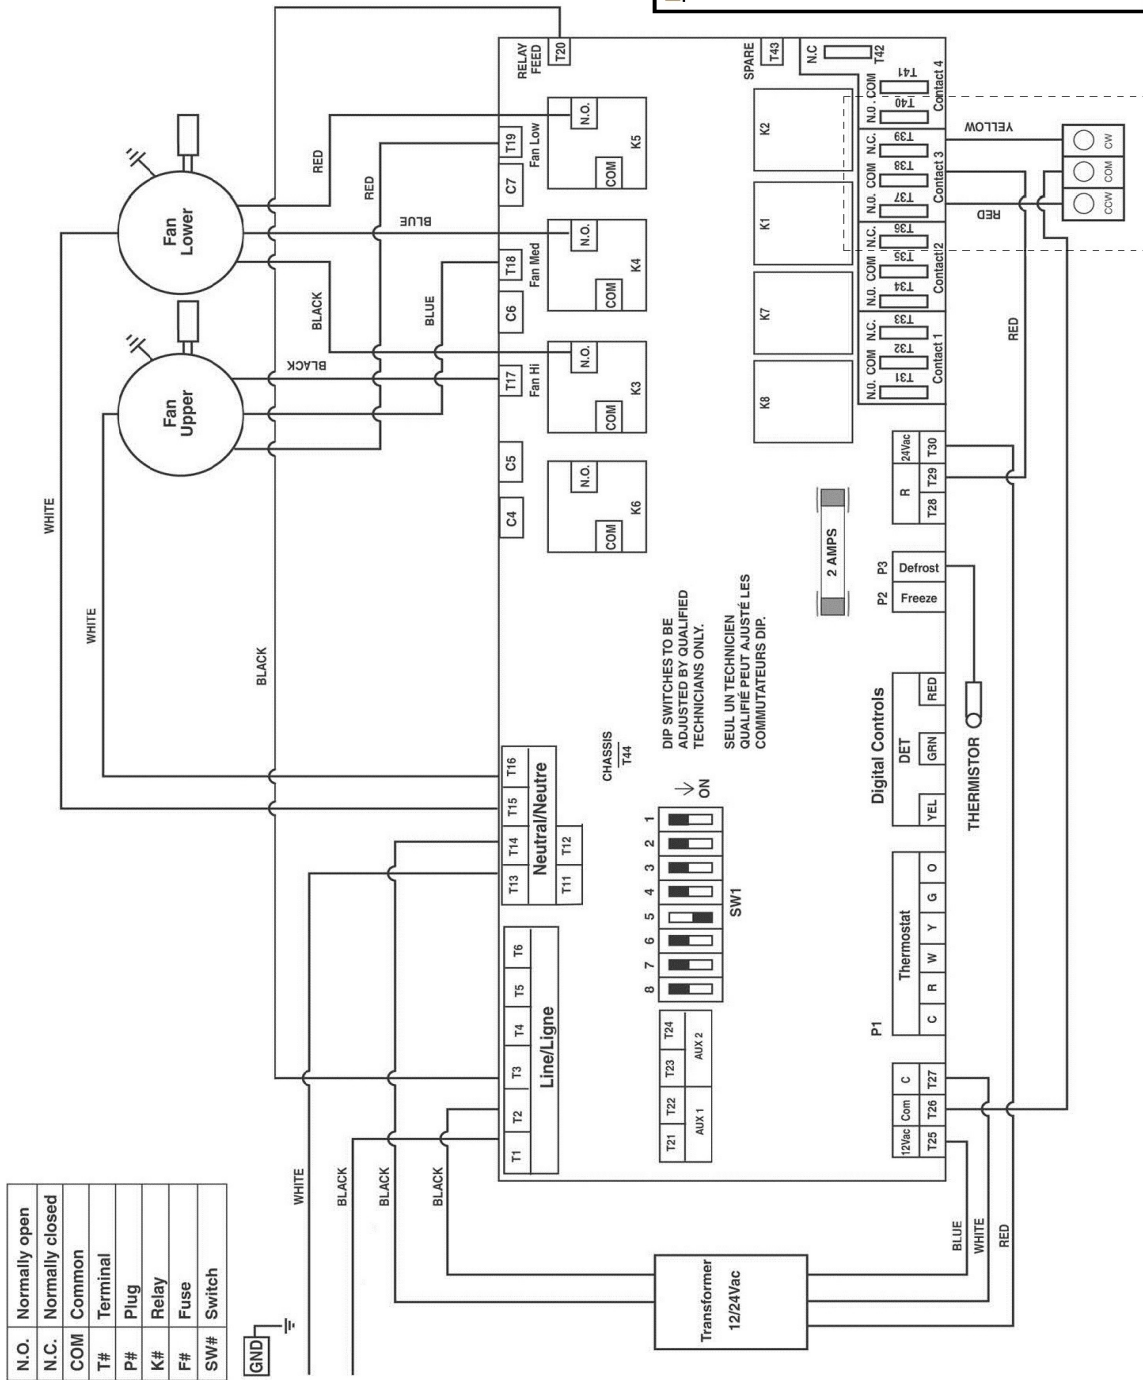 N.O. Normally open
N.C. Normally closed
COM Common
T# Terminal
P# Plug
K# Relay
F# Fuse
SW# Switch
GND
WHITE
BLACK
BLACK
BLACK
WHITE
WHITE
BLACK
Fan
Lower
Fan
Upper
RED
RED
BLUE
BLACK
BLUE
BLACK
RELAY
FEED
T20
T19
Fan Low
C7
T18
Fan Med
C6
T17
Fan Hi
C5
C4
N.O.
COM
K5
N.O.
COM
K4
N.O.
COM
K3
N.O.
COM
K6
T16
T15
T14
T13
Neutral/Neutre
T12
T11
T6
T5
T4
T3
T2
T1
Line/Ligne
CHASSIS
T44
DIP SWITCHES TO BE
ADJUSTED BY QUALIFIED
TECHNICIANS ONLY.
SEUL UN TECHNICIEN
QUALIFIÉ PEUT AJUSTÉ LES
COMMUTATEURS DIP.
ON
1
2
3
4
5
6
7
8
SW1
T21
T22
T23
T24
AUX 1
AUX 2
SPARE
T43
K2
K1
K7
K8
N.C
T42
COM
T41
N.O.
T40
Contact 4
N.C.
T39
COM
T38
N.O.
T37
Contact 3
N.C.
T36
COM
T35
N.O.
T34
Contact 2
N.C.
T33
COM
T32
N.O.
T31
Contact 1
24Vac
R
T30
T29
T28
2 AMPS
P3
Defrost
P2
Freeze
Digital Controls
DET
RED
GRN
YEL
THERMISTOR
P1
Thermostat
C
R
W
Y
G
O
12Vac
Com
C
T25
T26
T27
YELLOW
RED
RED
CW
COM
CCW
Transformer
12/24Vac
BLUE
WHITE
RED